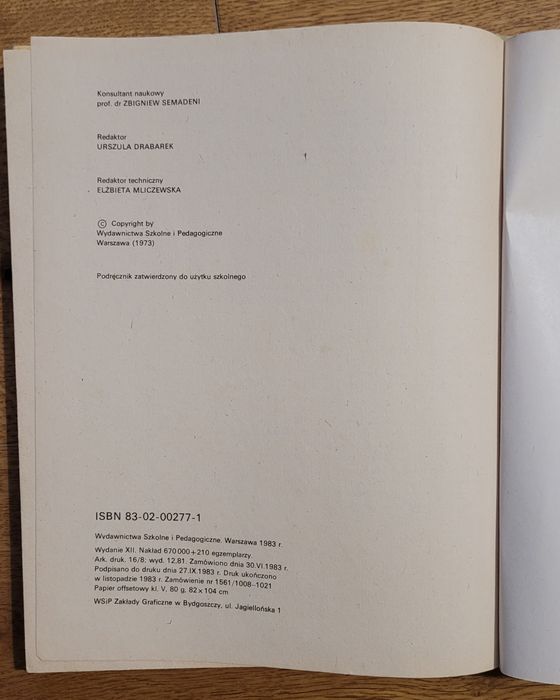 Konsultant naukowy
prof. dr ZBIGNIEW SEMADENI
Redaktor
URSZULA DRABAREK
Redaktor techniczny
ELŻBIETA MLICZEWSKA
© Copyright by
Wydawnictwa Szkolne i Pedagogiczne
Warszawa (1973)
Podręcznik zatwierdzony do użytku szkolnego
ISBN 83-02-00277-1
Wydawnictwa Szkolne i Pedagogiczne. Warszawa 1983 r.
Wydanie XII. Nakład 670 000 + 210 egzemplarzy.
Ark. druk. 16/8; wyd. 12,81. Zamówiono dnia 30.VI.1983 r.
Podpisano do druku dnia 27.IX.1983 r. Druk ukończono
w listopadzie 1983 r. Zamówienie nr 1561/1008–1021
Papier offsetowy kl. V, 80 g, 82 x 104 cm
WSiP Zakłady Graficzne w Bydgoszczy, ul. Jagiellońska 1